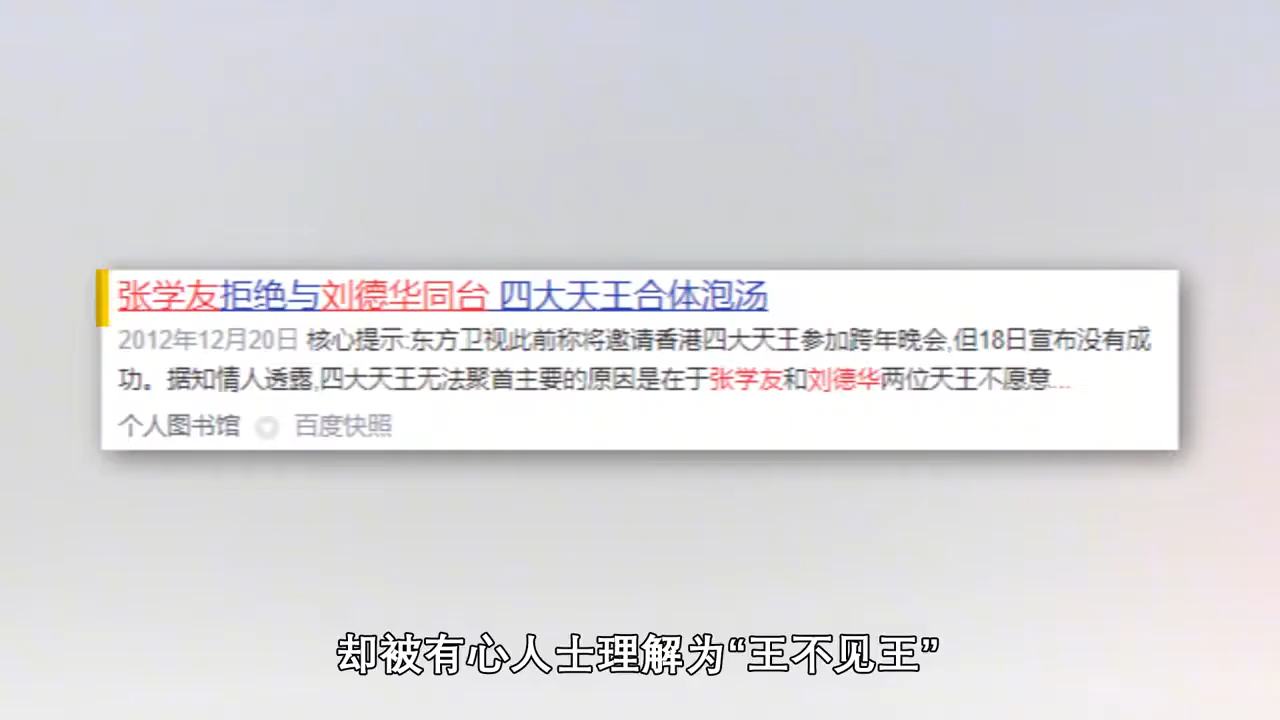 张学友拒绝与刘德华同台 四大天王合体泡汤
2012年12月20日 核心提示:东方卫视此前称将邀请香港四大天王参加跨年晚会,但18日宣布没有成
功。据知情人透露,四大天王无法聚首主要的原因是在于张学友和刘德华两位天王不愿意...
个人图书馆 百度快照
却被有心人士理解为“王不见王”